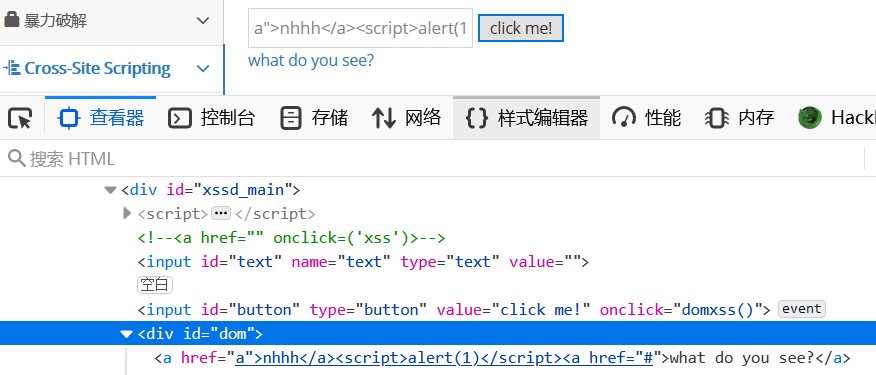 暴力破解
a">nhhh</a><script>alert(1
click me!
Cross-Site Scripting
what do you see?
查看器 控制台 存储 网络 {} 样式编辑器 性能 内存
搜索 HTML
<div id="xssd_main">
<script>…</script>
<!--<a href="" onclick=('xss')>-->
<input id="text" name="text" type="text" value="">
空白
<input id="button" type="button" value="click me!" onclick="domxss()"> event
<div id="dom">
<a href="a">nhhh</a><script>alert(1)</script><a href="#">what do you see?</a>